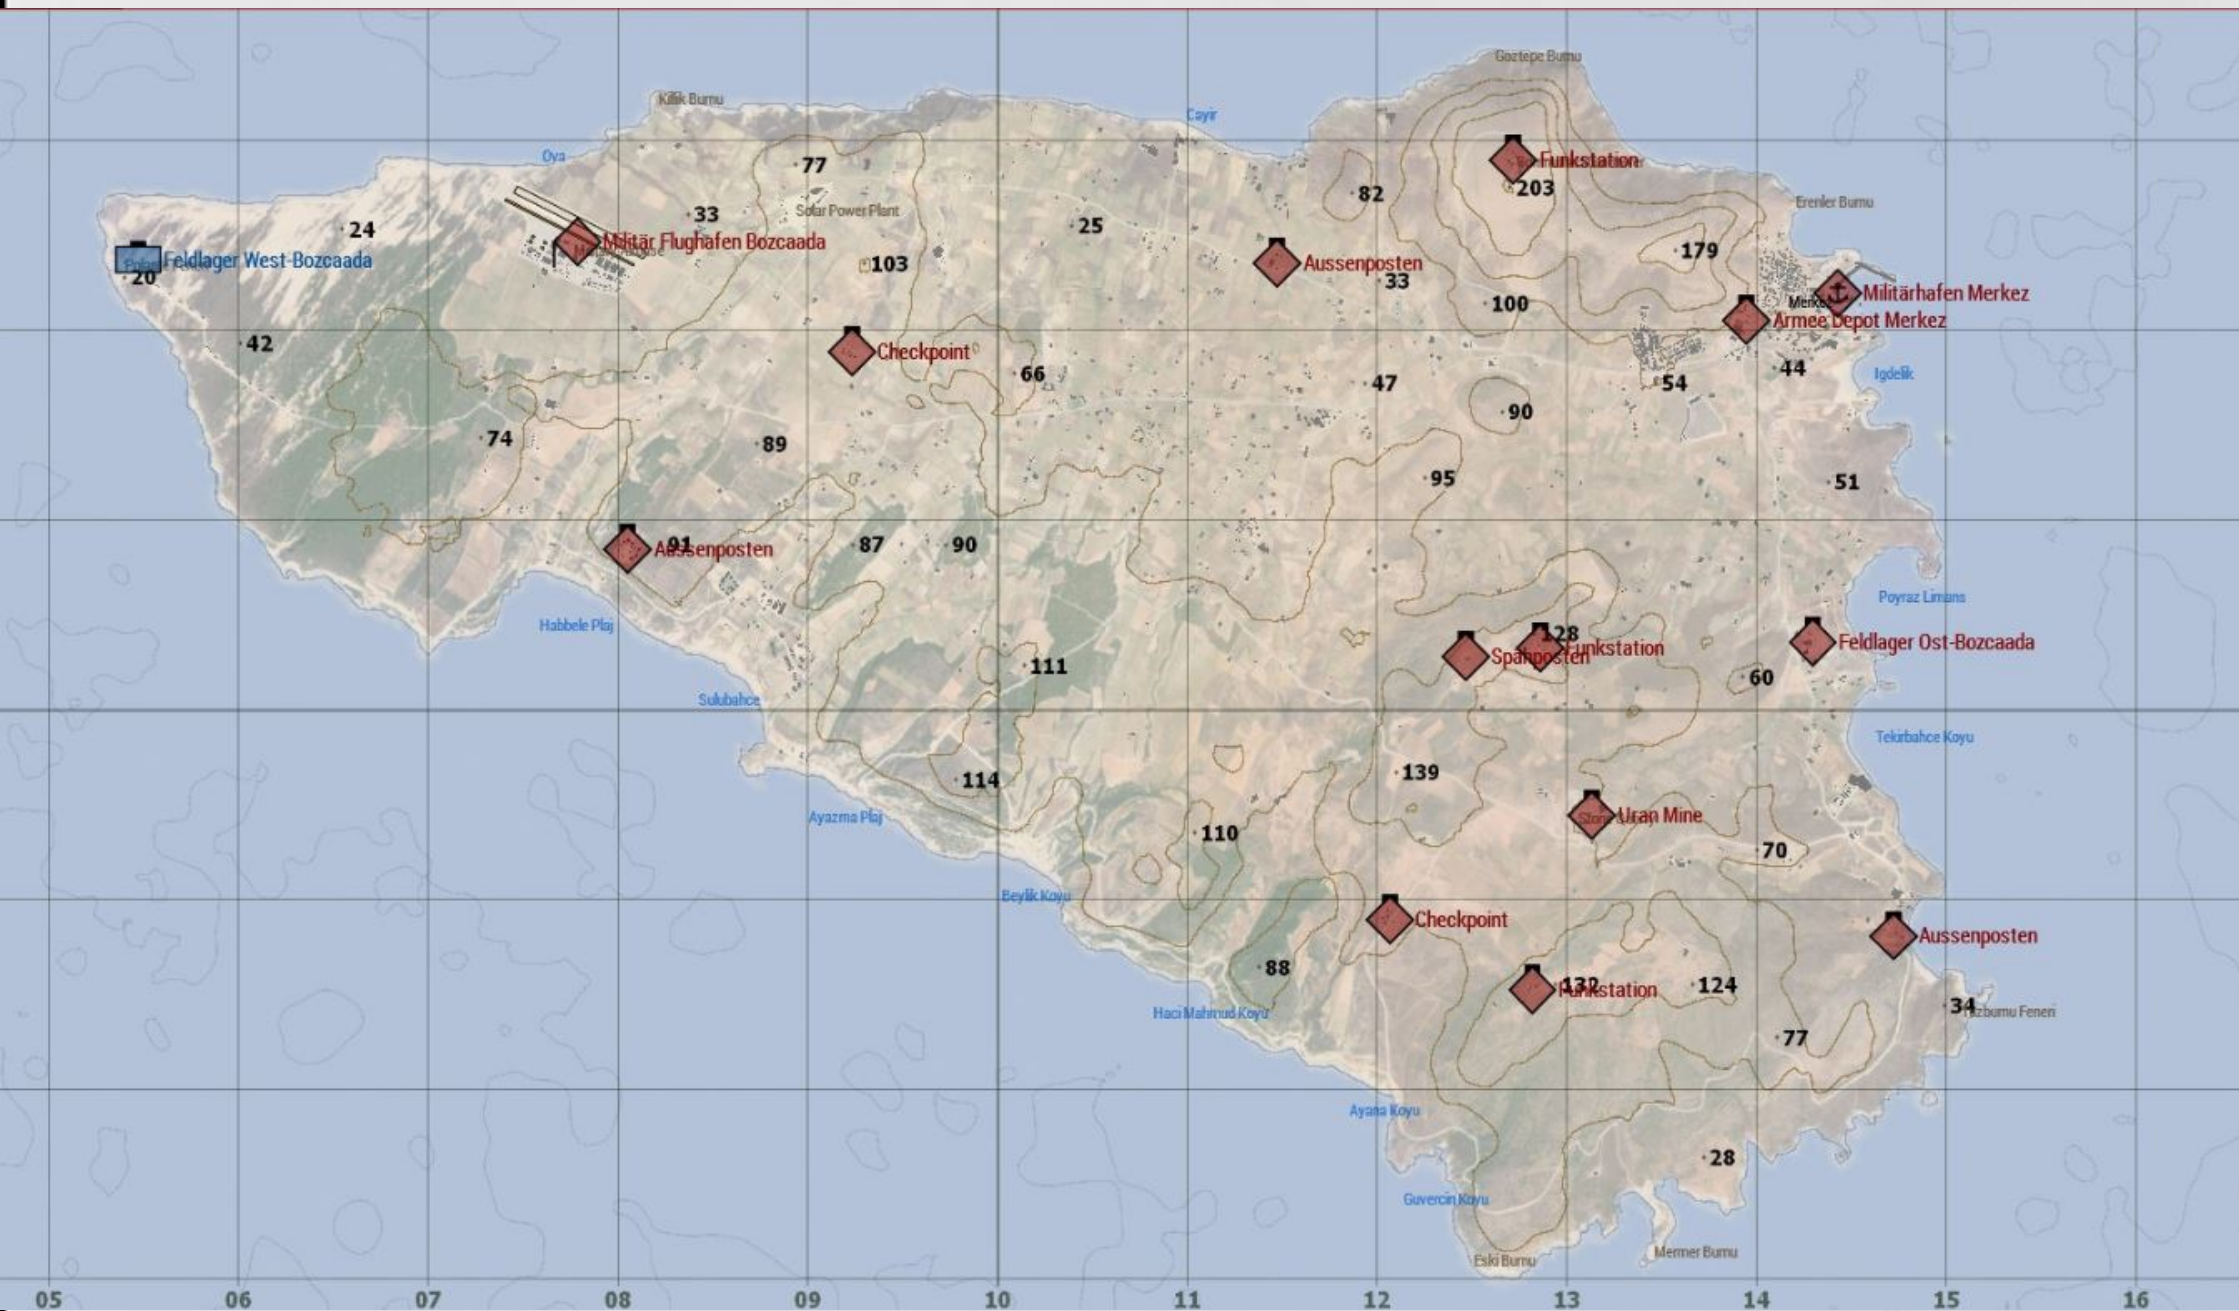 Goztepe Burnu
Killik Burnu
Cayir
Oya
77
Funkstation
203
82
Erenler Burnu
Solar Power Plant
33
24
25
Militär Flughafen Bozcaada
179
Feldlager West-Bozcaada
20
103
Aussenposten
33
100
Militärhafen Merkez
Merkez
Armee Depot Merkez
42
Checkpoint
66
47
54
44
Igdelik
90
74
89
95
51
91
Aussenposten
87
90
Habbele Plaj
Poyraz Limanı
128
Funkstation
Spähposten
Feldlager Ost-Bozcaada
111
60
Sulubahce
Tekirbahce Koyu
139
114
Ayazma Plaj
Uran Mine
110
70
Beylik Koyu
Checkpoint
Aussenposten
88
132
Funkstation
124
34
Haci Mahmud Koyu
77
Ayana Koyu
28
Guvercin Koyu
Mermer Burnu
Eski Burnu
05 06 07 08 09 10 11 12 13 14 15 16